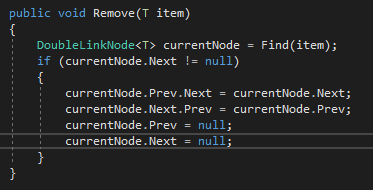 public void Remove(T item)
{
    DoubleLinkNode<T> currentNode = Find(item);
    if (currentNode.Next != null)
    {
        currentNode.Prev.Next = currentNode.Next;
        currentNode.Next.Prev = currentNode.Prev;
        currentNode.Prev = null;
        currentNode.Next = null;
    }
}